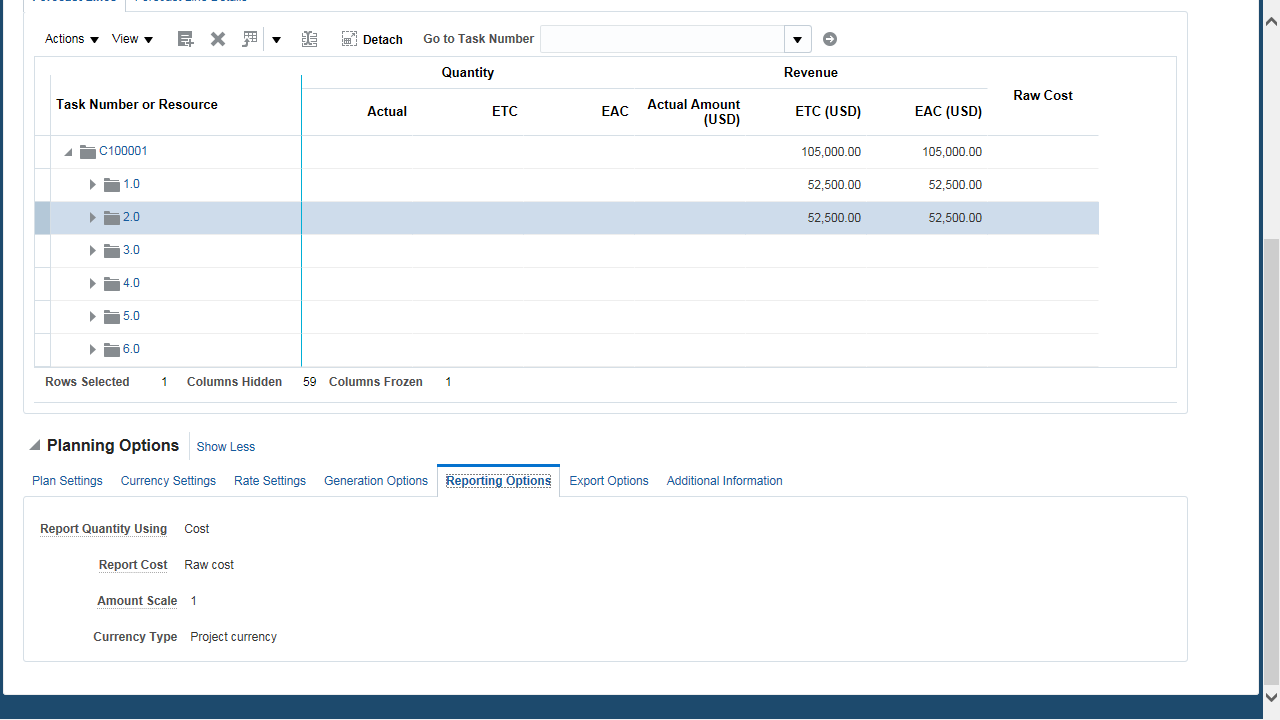 Forecast Lines Forecast Line Details
Actions View Detach Go to Task Number
Quantity Revenue
Task Number or Resource Raw Cost
Actual ETC EAC Actual Amount (USD) ETC (USD) EAC (USD)
C100001 105,000.00 105,000.00
1.0 52,500.00 52,500.00
2.0 52,500.00 52,500.00
3.0
4.0
5.0
6.0
Rows Selected 1 Columns Hidden 59 Columns Frozen 1
Planning Options Show Less
Plan Settings Currency Settings Rate Settings Generation Options Reporting Options Export Options Additional Information
Report Quantity Using Cost
Report Cost Raw cost
Amount Scale 1
Currency Type Project currency